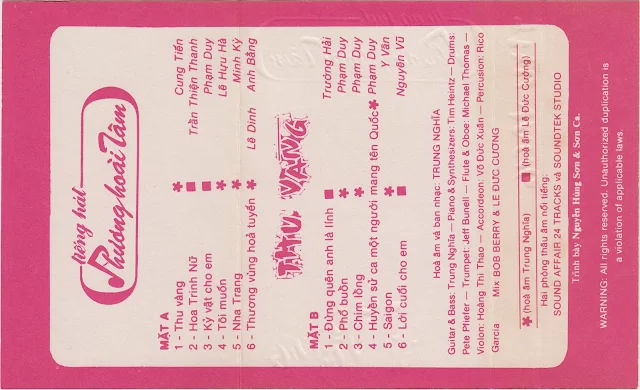 tiếng hát
Phương hoài Tâm
MẶT A
1 - Thu vàng ✱ Cung Tiến
2 - Hoa Trinh Nữ ■ Trần Thiện Thanh
3 - Kỷ vật cho em ■ Phạm Duy
4 - Tôi muốn ✱ Lê Hựu Hà
5 - Nha Trang ✱ Minh Kỳ
6 - Thương vùng hoả tuyến ✱ Lê Dinh Anh Bằng
THU VÀNG
MẶT B
1 - Đừng quên anh là lính ■ Trường Hải
2 - Phố buồn ✱ Phạm Duy
3 - Chim lồng ✱ Phạm Duy
4 - Huyền sử ca một người mang tên Quốc ✱ Phạm Duy
5 - Saigon ✱ Y Vân
6 - Lời cuối cho em ■ Nguyên Vũ
Hoà âm và ban nhạc: TRUNG NGHĨA
Guitar & Bass: Trung Nghĩa — Piano & Synthesizers: Tim Heintz — Drums:
Pete Pfiefer — Trumpet: Jeff Bunell — Flute & Oboe: Michael Thomas —
Violon: Hoàng Thi Thao — Accordeon: Võ Đức Xuân — Percusion: Rico
Garcia Mix BOB BERRY & LE DUC CƯỜNG
✱ (hoà âm Trung Nghĩa) ■ (hoà âm Lê Đức Cường)
Hai phòng thâu âm nổi tiếng:
SOUND AFFAIR 24 TRACKS và SOUNDTEK STUDIO
Trình bày Nguyễn Hùng Sơn & Sơn Ca.
WARNING: All rights reserved. Unauthorized duplication is
a violation of applicable laws.